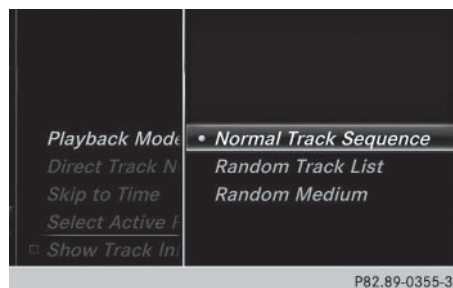 Playback Mode
Direct Track N
Skip to Time
Select Active
Show Track In
Normal Track Sequence
Random Track List
Random Medium
P82.89-0355-3